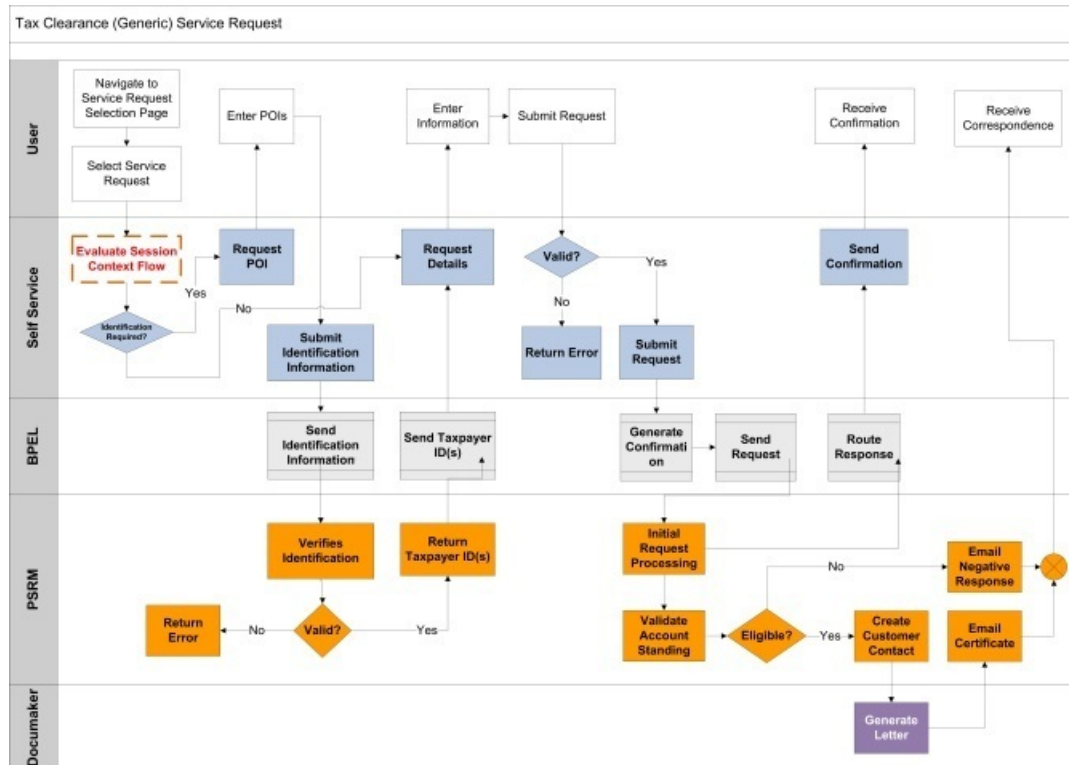 Tax Clearance (Generic) Service Request
User
Navigate to
Service Request
Selection Page
Select Service
Request
Enter POIs
Enter
Information
Submit Request
Receive
Confirmation
Receive
Correspondence
Self Service
Evaluate Session
Context Flow
Identification
Required?
Yes
No
Request
POI
Submit
Identification
Information
Request
Details
Valid?
Yes
No
Return Error
Submit
Request
Send
Confirmation
BPEL
Send
Identification
Information
Send Taxpayer
ID(s)
Generate
Confirmati
on
Send
Request
Route
Response
PSRM
Verifies
Identification
Return
Taxpayer ID(s)
Return
Error
No
Valid?
Yes
Initial
Request
Processing
Validate
Account
Standing
Eligible?
No
Yes
Create
Customer
Contact
Email
Negative
Response
Email
Certificate
Documaker
Generate
Letter